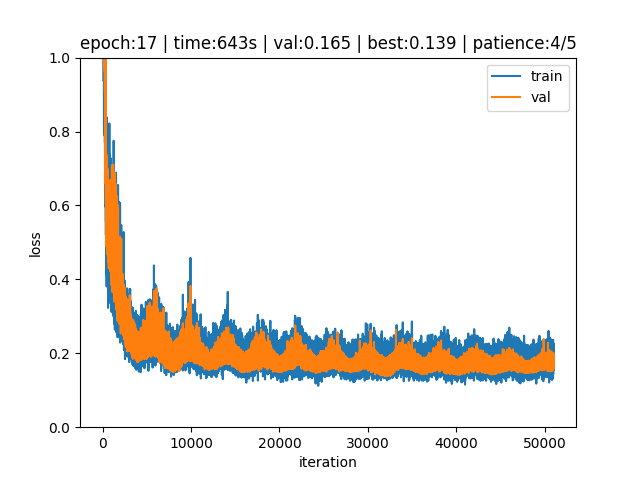 epoch:17 | time:643s | val:0.165 | best:0.139 | patience:4/5
train
val
loss
1.0
0.8
0.6
0.4
0.2
0.0
0 10000 20000 30000 40000 50000
iteration